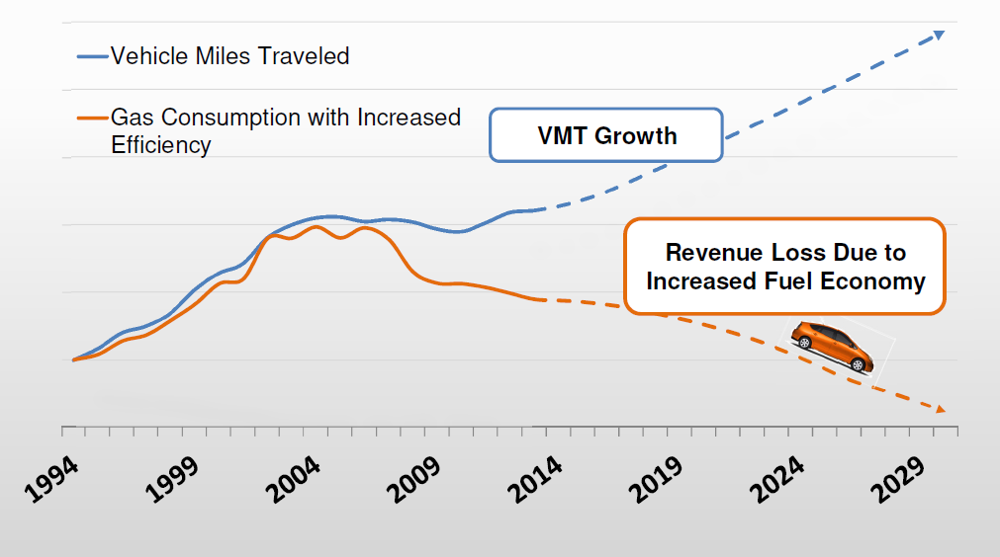 Vehicle Miles Traveled
Gas Consumption with Increased
Efficiency
VMT Growth
Revenue Loss Due to
Increased Fuel Economy
1994
1999
2004
2009
2014
2019
2024
2029